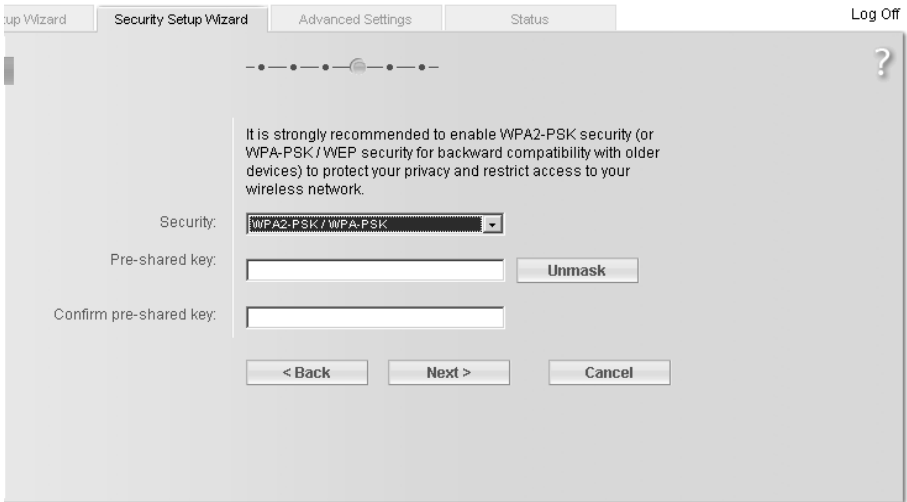 tup Wizard
Security Setup Wizard
Advanced Settings
Status
Log Off
?
It is strongly recommended to enable WPA2-PSK security (or
WPA-PSK / WEP security for backward compatibility with older
devices) to protect your privacy and restrict access to your
wireless network.
Security:
WPA2-PSK / WPA-PSK
Pre-shared key:
Unmask
Confirm pre-shared key:
< Back
Next >
Cancel